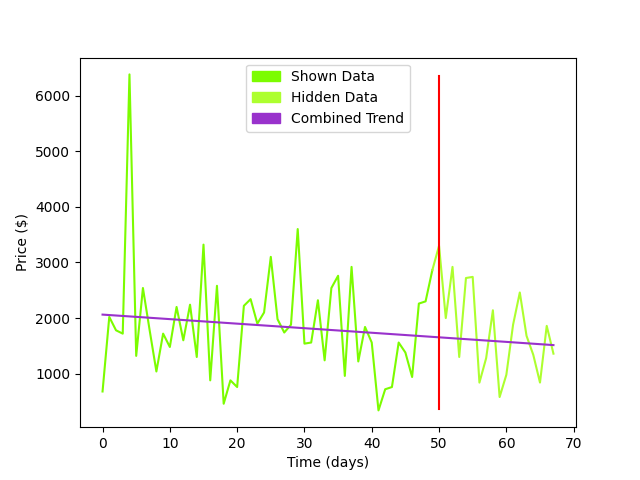 Shown Data
Hidden Data
Combined Trend
Price ($)
6000
5000
4000
3000
2000
1000
0 10 20 30 40 50 60 70
Time (days)